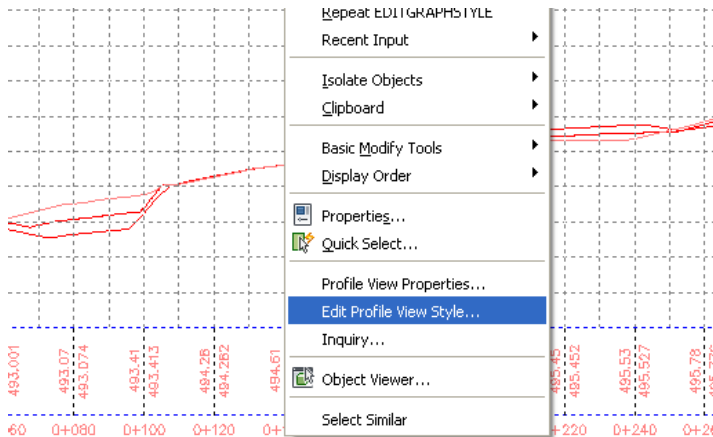 Repeat EDITGRAPHSTYLE
Recent Input
Isolate Objects
Clipboard
Basic Modify Tools
Display Order
Properties...
Quick Select...
Profile View Properties...
Edit Profile View Style...
Inquiry...
Object Viewer...
Select Similar
493.001
493.07
493.074
493.41
493.413
494.26
494.262
494.61
495.45
495.452
495.53
495.527
495.78
0+080
0+100
0+120
+220
0+240